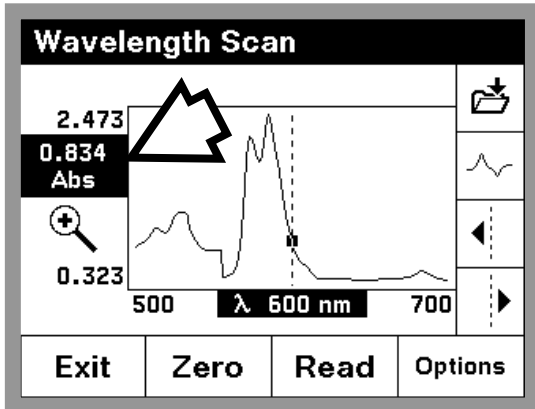 Wavelength Scan
2.473
0.834
Abs
0.323
500 λ 600 nm 700
Exit Zero Read Options